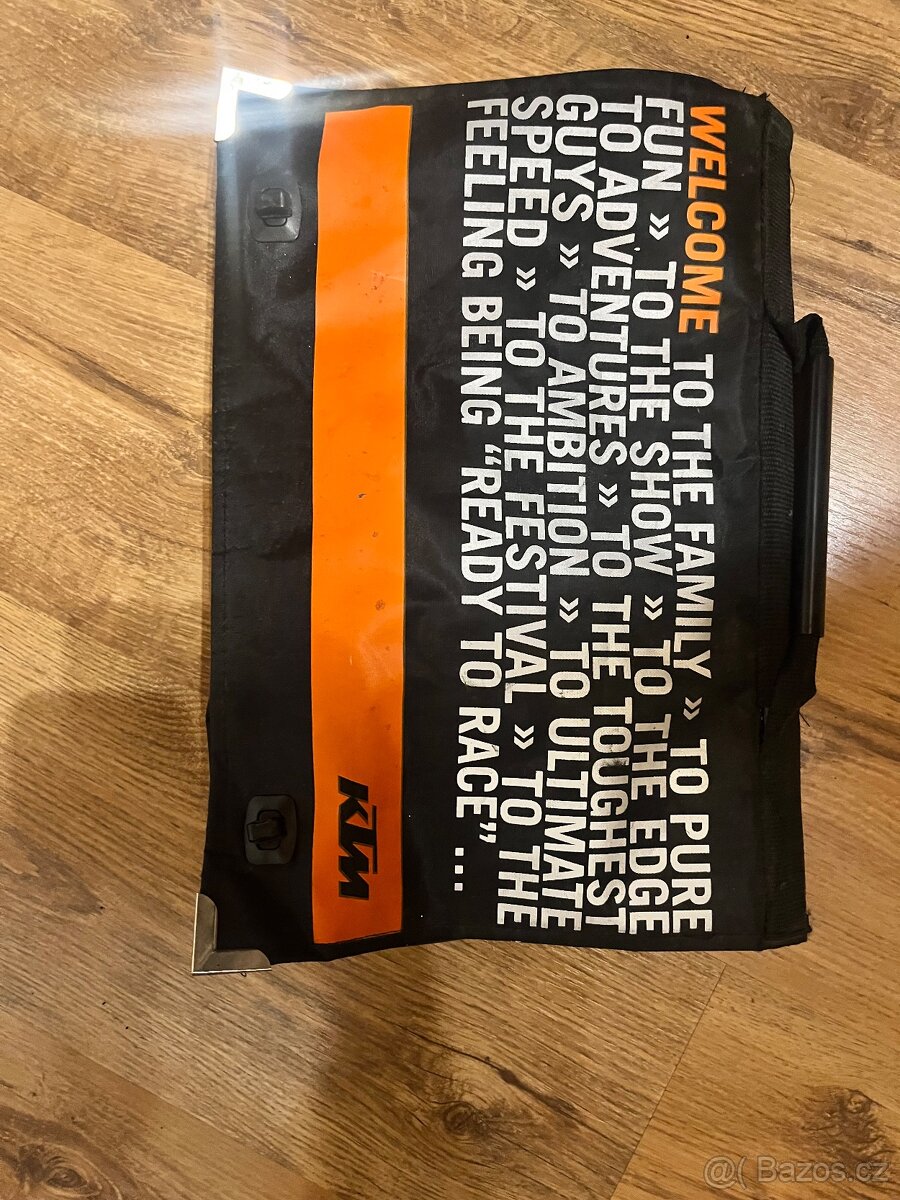 WELCOME TO THE FAMILY » TO PURE
FUN » TO THE SHOW » TO THE EDGE
TO ADVENTURES » TO THE TOUGHEST
GUYS » TO AMBITION » TO ULTIMATE
SPEED » TO THE FESTIVAL » TO THE
FEELING BEING “READY TO RACE” ...
KTM
@( Bazos.cz